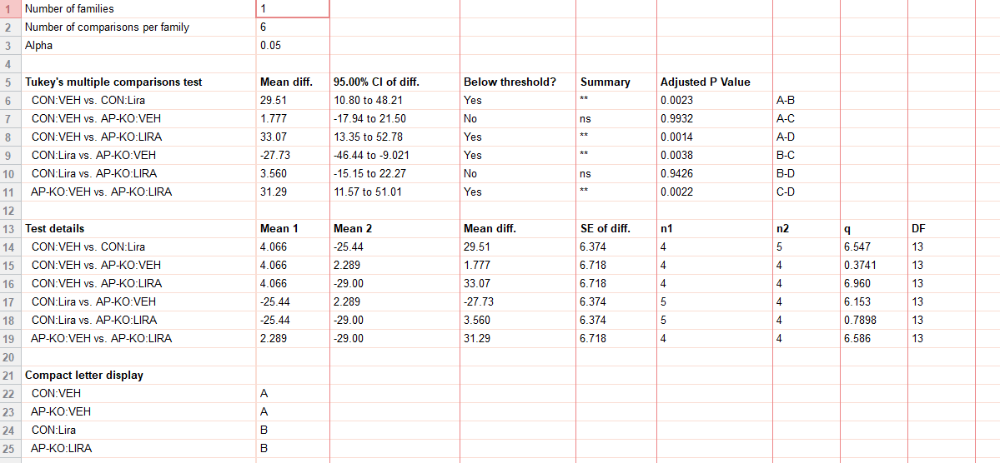 1 Number of families 1
2 Number of comparisons per family 6
3 Alpha 0.05
4
5 Tukey's multiple comparisons test Mean diff. 95.00% CI of diff. Below threshold? Summary Adjusted P Value
6 CON:VEH vs. CON:Lira 29.51 10.80 to 48.21 Yes ** 0.0023 A-B
7 CON:VEH vs. AP-KO:VEH 1.777 -17.94 to 21.50 No ns 0.9932 A-C
8 CON:VEH vs. AP-KO:LIRA 33.07 13.35 to 52.78 Yes ** 0.0014 A-D
9 CON:Lira vs. AP-KO:VEH -27.73 -46.44 to -9.021 Yes ** 0.0038 B-C
10 CON:Lira vs. AP-KO:LIRA 3.560 -15.15 to 22.27 No ns 0.9426 B-D
11 AP-KO:VEH vs. AP-KO:LIRA 31.29 11.57 to 51.01 Yes ** 0.0022 C-D
12
13 Test details Mean 1 Mean 2 Mean diff. SE of diff. n1 n2 q DF
14 CON:VEH vs. CON:Lira 4.066 -25.44 29.51 6.374 4 5 6.547 13
15 CON:VEH vs. AP-KO:VEH 4.066 2.289 1.777 6.718 4 4 0.3741 13
16 CON:VEH vs. AP-KO:LIRA 4.066 -29.00 33.07 6.718 4 4 6.960 13
17 CON:Lira vs. AP-KO:VEH -25.44 2.289 -27.73 6.374 5 4 6.153 13
18 CON:Lira vs. AP-KO:LIRA -25.44 -29.00 3.560 6.374 5 4 0.7898 13
19 AP-KO:VEH vs. AP-KO:LIRA 2.289 -29.00 31.29 6.718 4 4 6.586 13
20
21 Compact letter display
22 CON:VEH A
23 AP-KO:VEH A
24 CON:Lira B
25 AP-KO:LIRA B